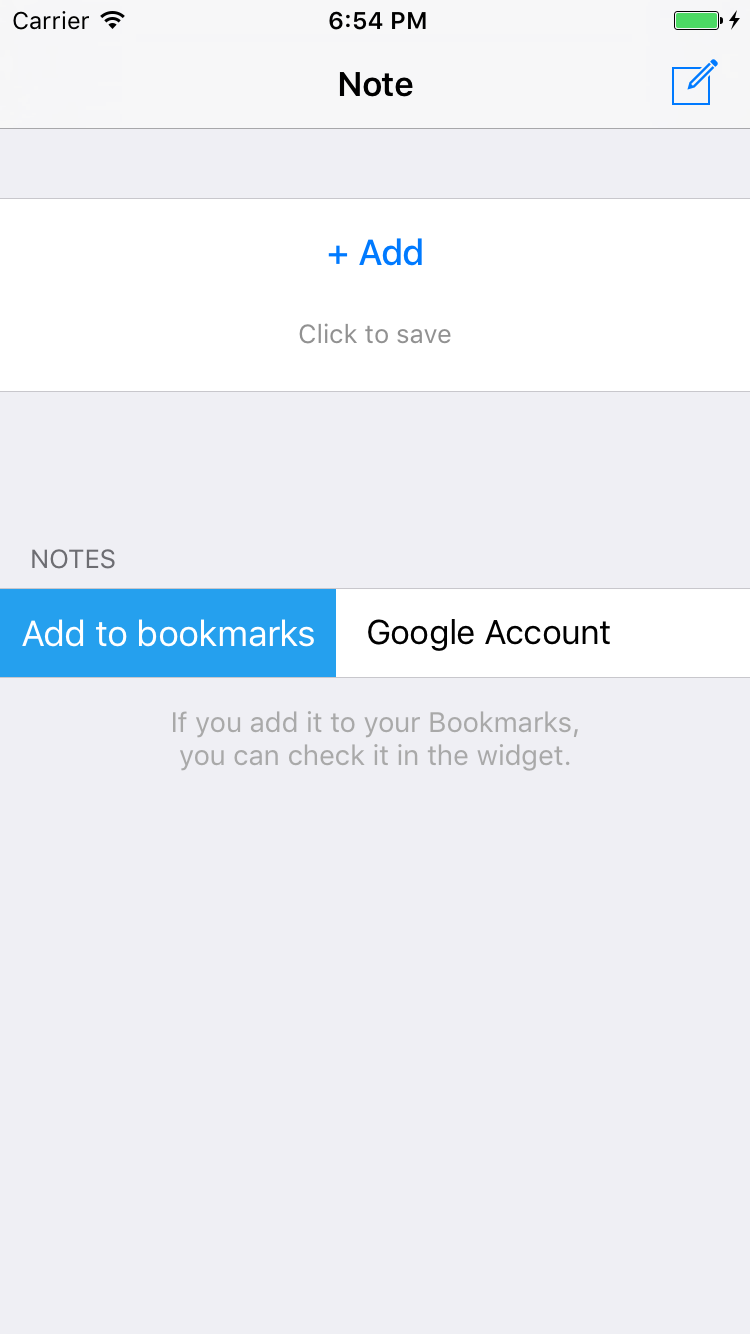 Carrier 6:54 PM
Note
+ Add
Click to save
NOTES
Add to bookmarks Google Account
If you add it to your Bookmarks,
you can check it in the widget.